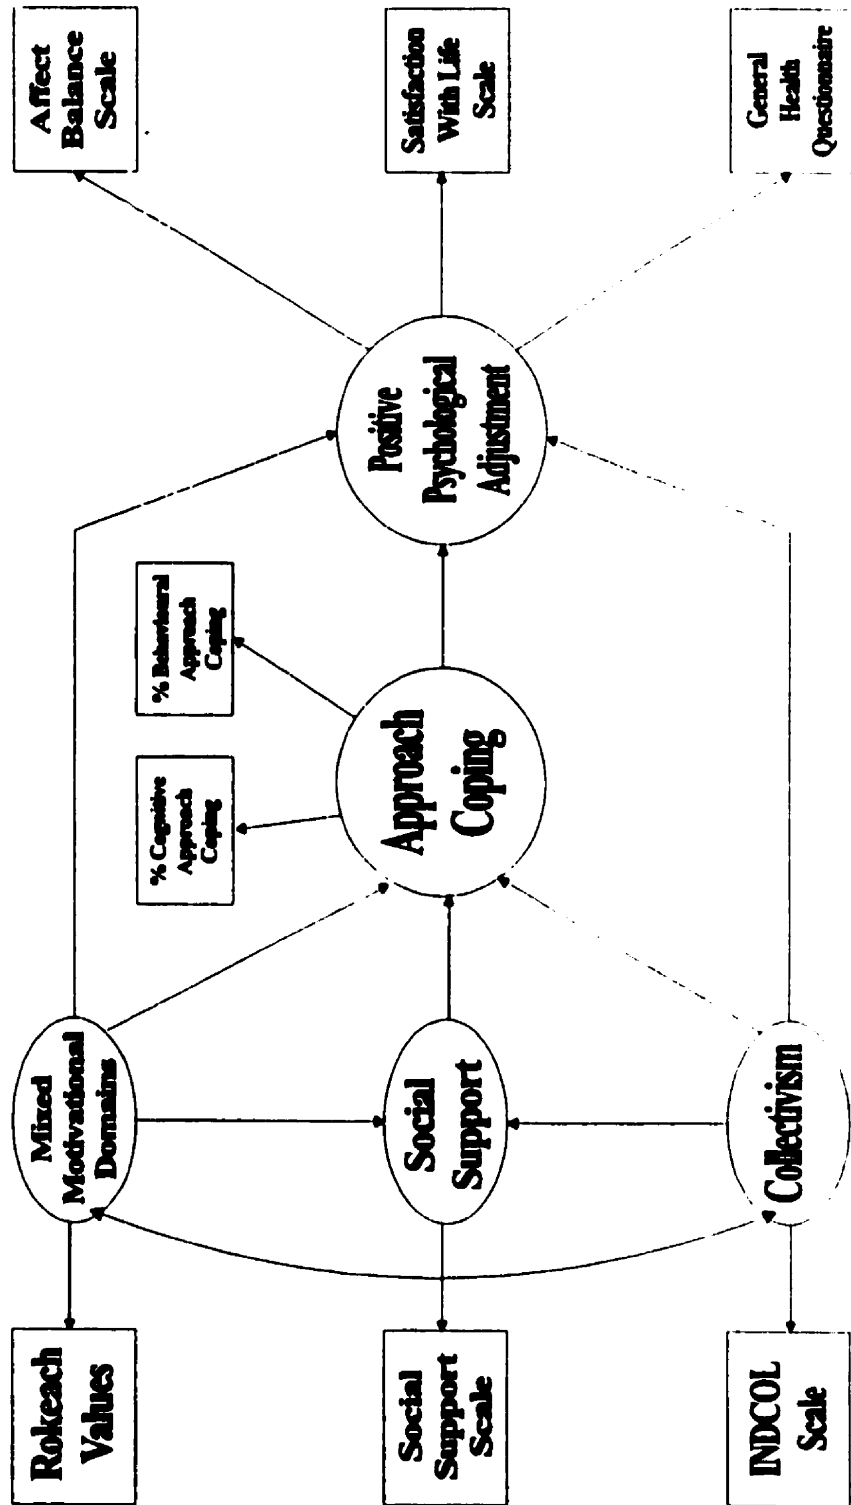 Rokeach
Values
Mixed
Motivational
Domains
% Cognitive
Approach
Coping
% Behavioural
Approach
Coping
Affect
Balance
Scale
Social
Support
Scale
Social
Support
Approach
Coping
Positive
Psychological
Adjustment
Satisfaction
With Life
Scale
INDCOL
Scale
Collectivism
General
Health
Questionnaire